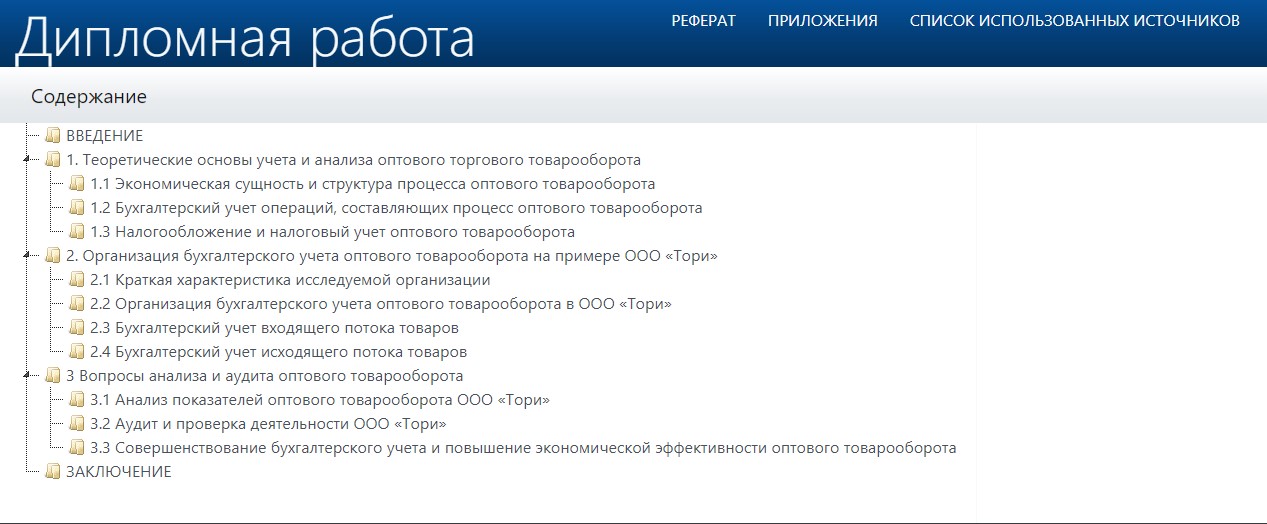 Дипломная работа
РЕФЕРАТ ПРИЛОЖЕНИЯ СПИСОК ИСПОЛЬЗОВАННЫХ ИСТОЧНИКОВ
Содержание
ВВЕДЕНИЕ
1. Теоретические основы учета и анализа оптового торгового товарооборота
1.1 Экономическая сущность и структура процесса оптового товарооборота
1.2 Бухгалтерский учет операций, составляющих процесс оптового товарооборота
1.3 Налогообложение и налоговый учет оптового товарооборота
2. Организация бухгалтерского учета оптового товарооборота на примере ООО «Тори»
2.1 Краткая характеристика исследуемой организации
2.2 Организация бухгалтерского учета оптового товарооборота в ООО «Тори»
2.3 Бухгалтерский учет входящего потока товаров
2.4 Бухгалтерский учет исходящего потока товаров
3 Вопросы анализа и аудита оптового товарооборота
3.1 Анализ показателей оптового товарооборота ООО «Тори»
3.2 Аудит и проверка деятельности ООО «Тори»
3.3 Совершенствование бухгалтерского учета и повышение экономической эффективности оптового товарооборота
ЗАКЛЮЧЕНИЕ